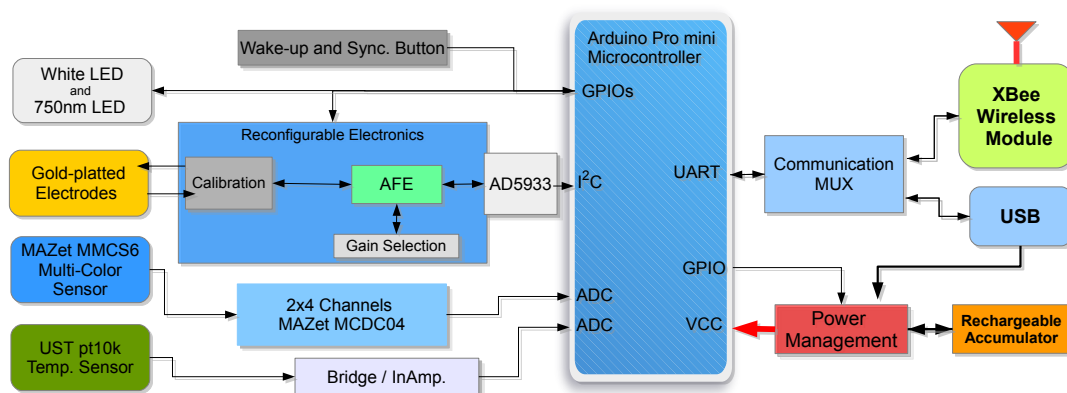 Wake-up and Sync. Button
White LED
and
750nm LED
Reconfigurable Electronics
Gold-platted
Electrodes
Calibration
AFE
AD5933
Gain Selection
MAZet MMCS6
Multi-Color
Sensor
2x4 Channels
MAZet MCDC04
UST pt10k
Temp. Sensor
Bridge / InAmp.
Arduino Pro mini
Microcontroller
GPIOs
I²C
UART
GPIO
ADC
ADC
VCC
Communication
MUX
XBee
Wireless
Module
USB
Power
Management
Rechargeable
Accumulator